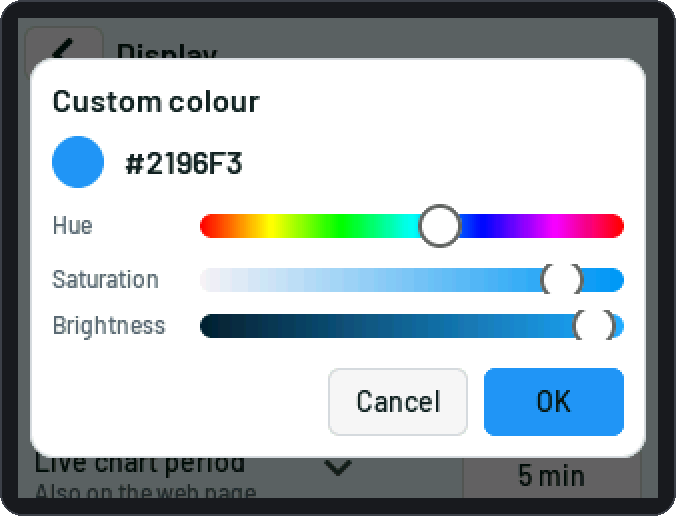 Display
Custom colour
#2196F3
Hue
Saturation
Brightness
Cancel
OK
Live chart period
5 min
Also on the web page